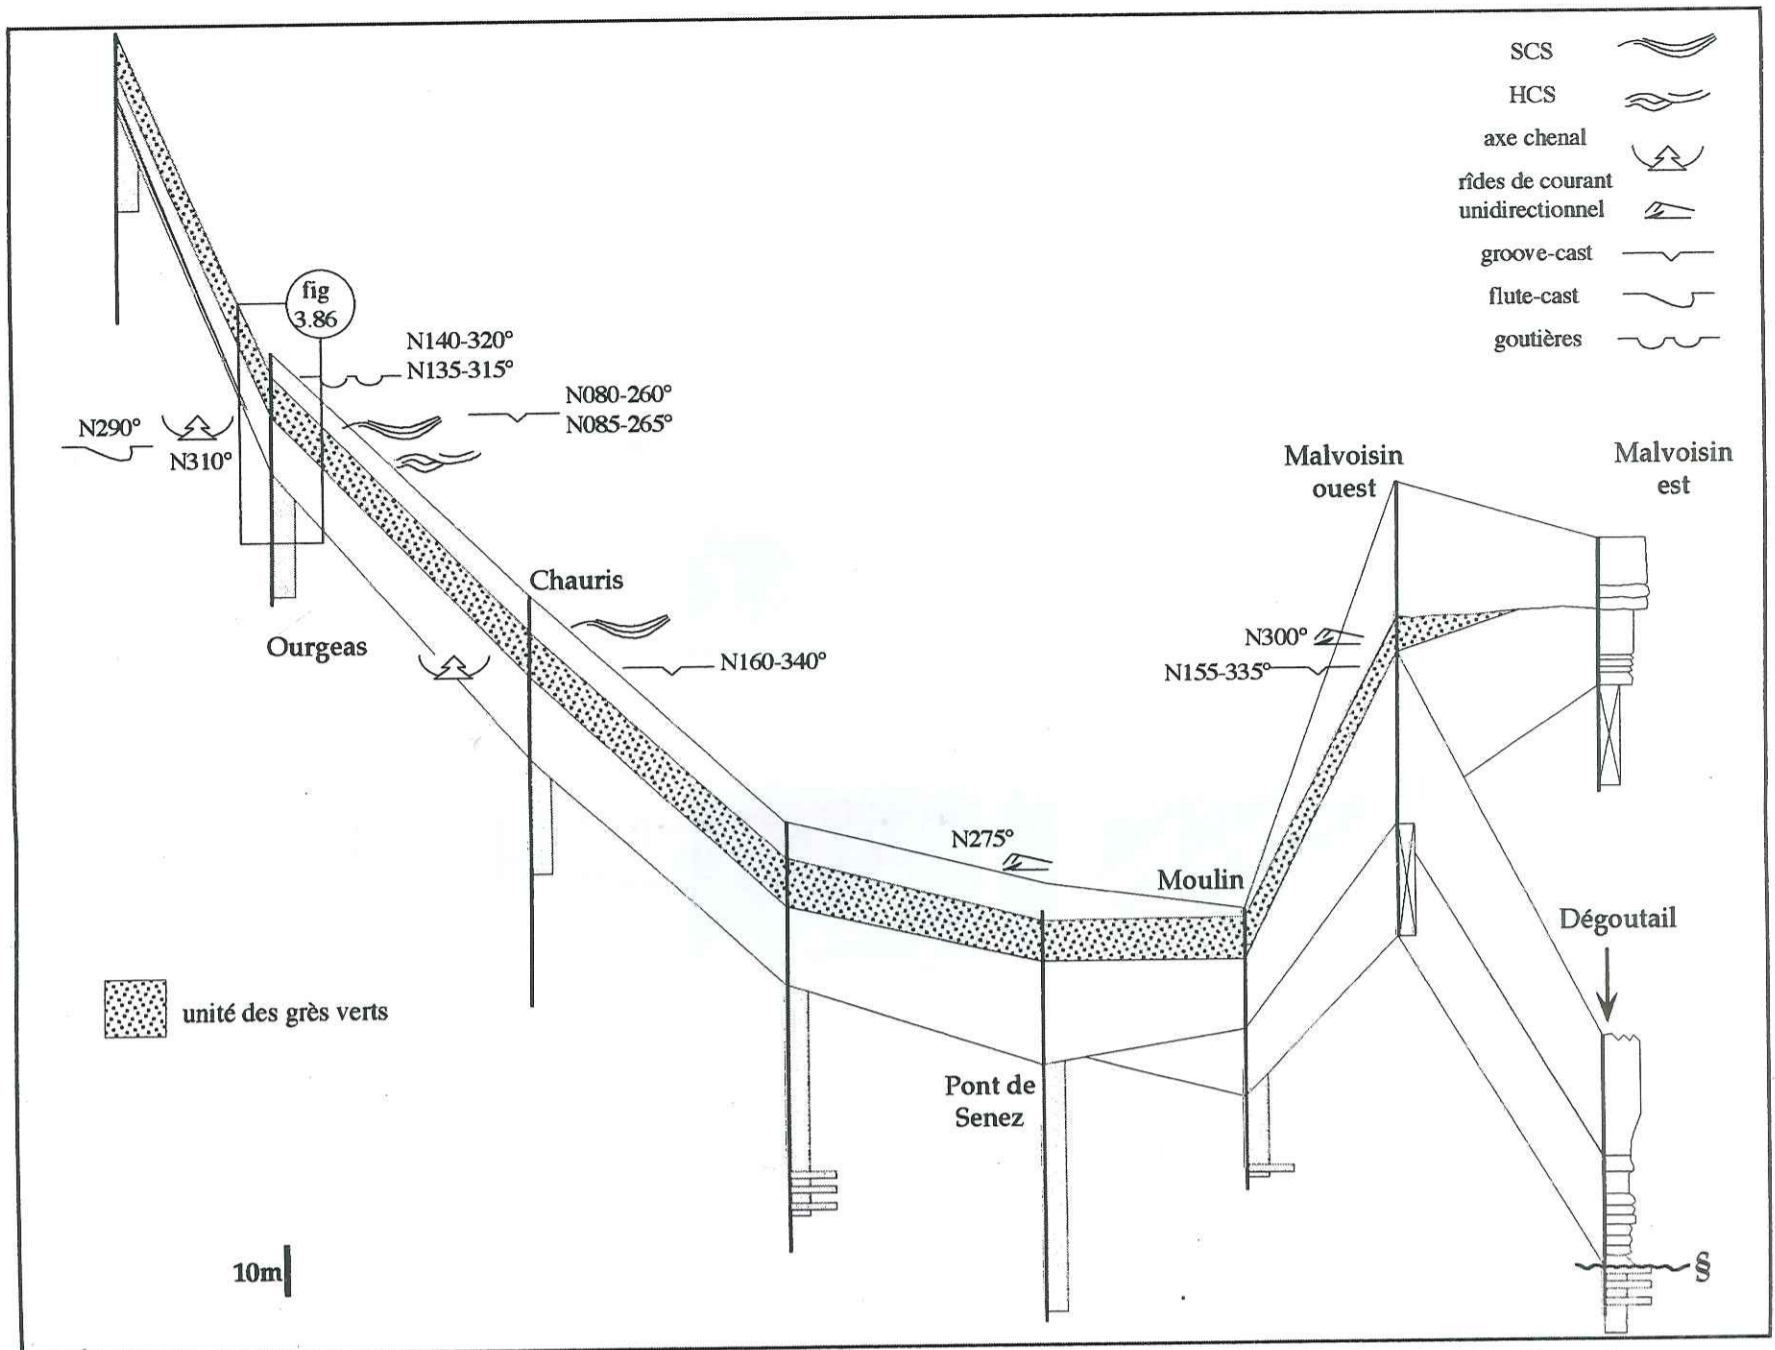 SCS
HCS
axe chenal
rîdes de courant
unidirectionnel
groove-cast
flute-cast
goutières
fig
3.86
N140-320°
N135-315°
N080-260°
N085-265°
N290°
N310°
Malvoisin
ouest
Malvoisin
est
Chauris
Ourgeas
N300°
N160-340°
N155-335°
N275°
Moulin
Dégoutail
unité des grès verts
Pont de
Senez
10m
§